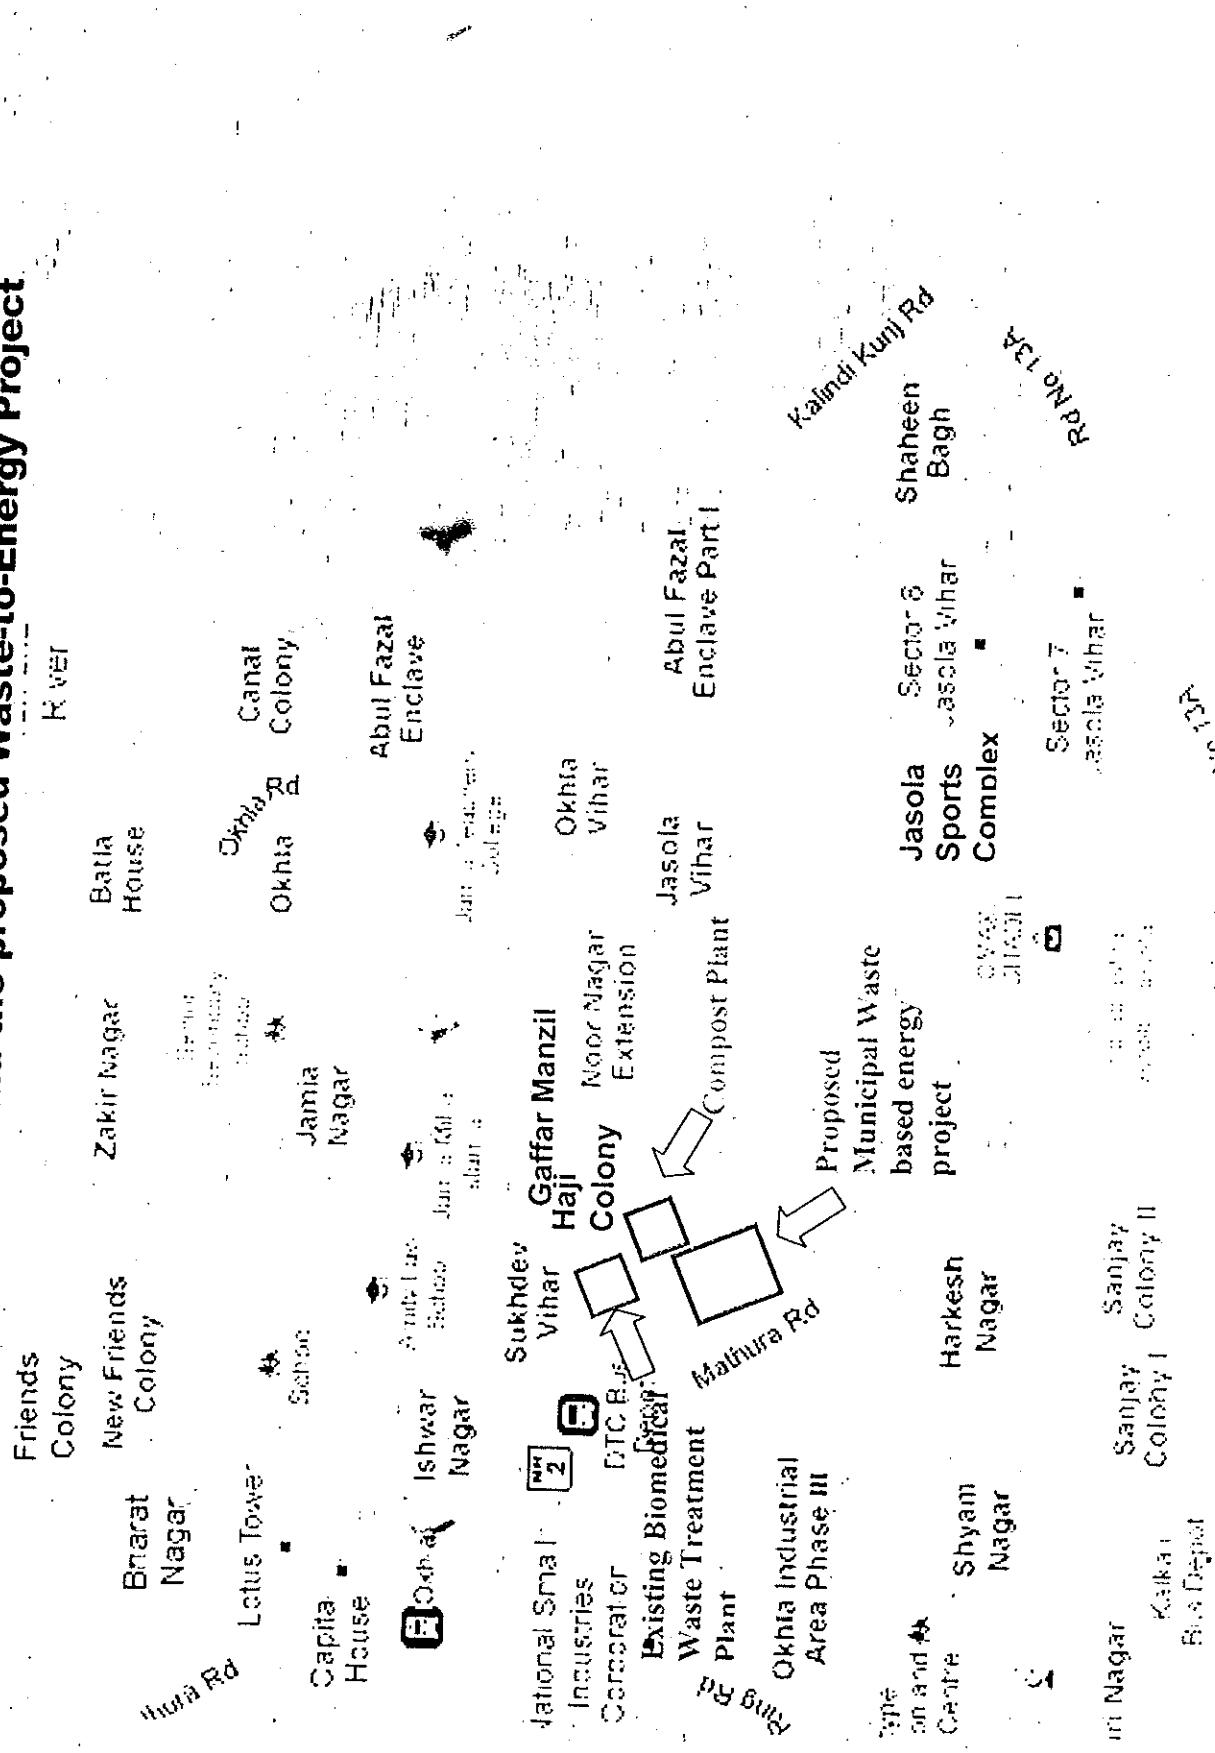 the proposed Waste-to-Energy Project
Friends
Colony
New Friends
Colony
Bharat
Nagar
Zakir Nagar
Batla
House
River
Lotus Tower
Okhla
Rd
Okhla
Canal
Colony
Capita
House
Jamia
Nagar
Abul Fazal
Enclave
Okhla
Ishwar
Nagar
Sukhdev
Vihar
Gaffar Manzil
Haji
Colony
Noor Nagar
Extension
Okhla
Vihar
Jasola
Vihar
Abul Fazal
Enclave Part I
National Small
Industries
NH
2
DTC Bus
Existing Biomedical
Waste Treatment
Plant
Compost Plant
Mathura Rd
Ring Rd
Okhla Industrial
Area Phase III
Proposed
Municipal Waste
based energy
project
Kalindi Kunj Rd
Shaheen
Bagh
Rd No 13A
Sector 8
Jasola Vihar
Jasola
Sports
Complex
Sector 7
Jasola Vihar
Harkesh
Nagar
Shyam
Nagar
Centre
Sanjay
Colony II
Sanjay
Colony I
Kalkaji
Bus Depot
Nagar